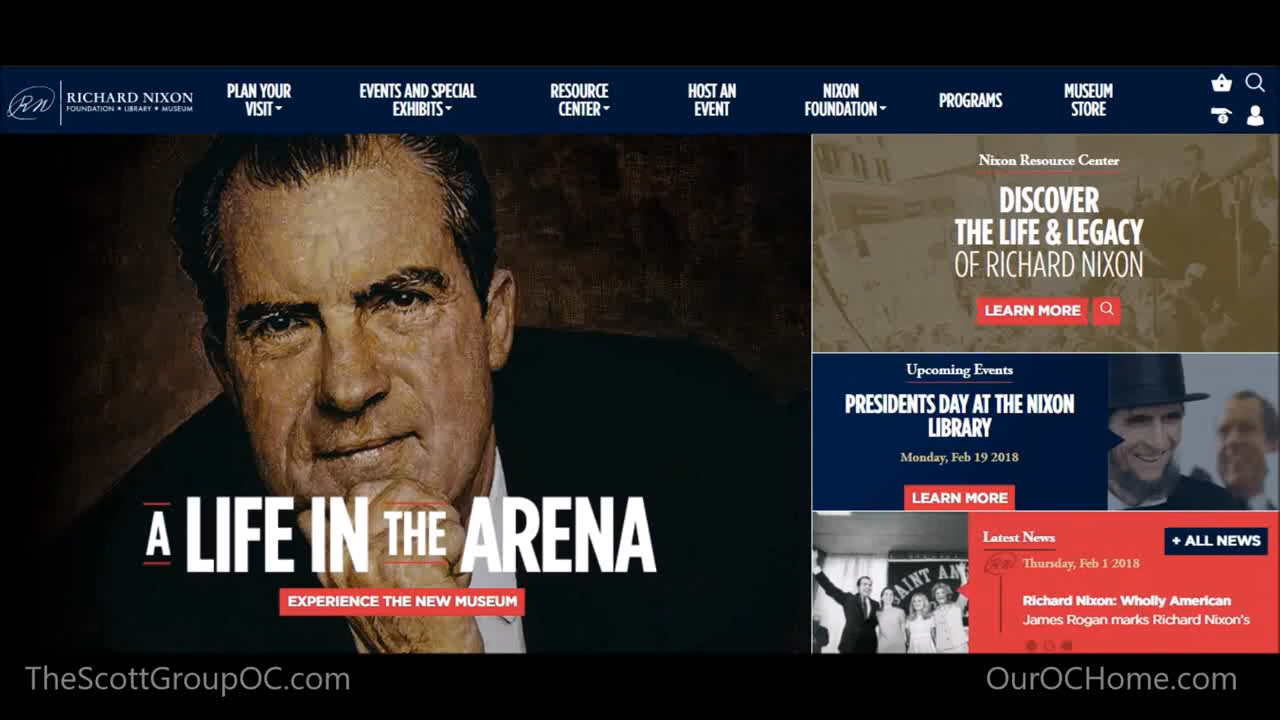 RICHARD NIXON
FOUNDATION ★ LIBRARY ★ MUSEUM
PLAN YOUR
VISIT
EVENTS AND SPECIAL
EXHIBITS
RESOURCE
CENTER
HOST AN
EVENT
NIXON
FOUNDATION
PROGRAMS
MUSEUM
STORE
A LIFE IN THE ARENA
EXPERIENCE THE NEW MUSEUM
Nixon Resource Center
DISCOVER
THE LIFE & LEGACY
OF RICHARD NIXON
LEARN MORE
Upcoming Events
PRESIDENTS DAY AT THE NIXON
LIBRARY
Monday, Feb 19 2018
LEARN MORE
SAINT AN
Latest News
+ ALL NEWS
Thursday, Feb 1 2018
Richard Nixon: Wholly American
James Rogan marks Richard Nixon's
TheScottGroupOC.com
OurOCHome.com